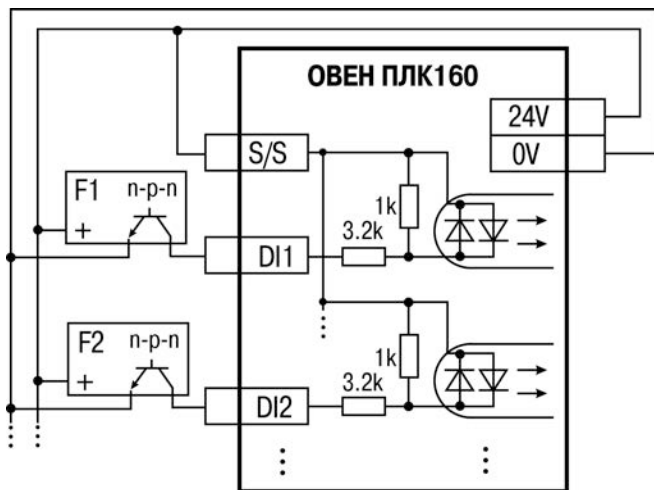 ОВЕН ПЛК160
24V
0V
S/S
F1 n-p-n
+
1k
3.2k
DI1
F2 n-p-n
+
1k
3.2k
DI2